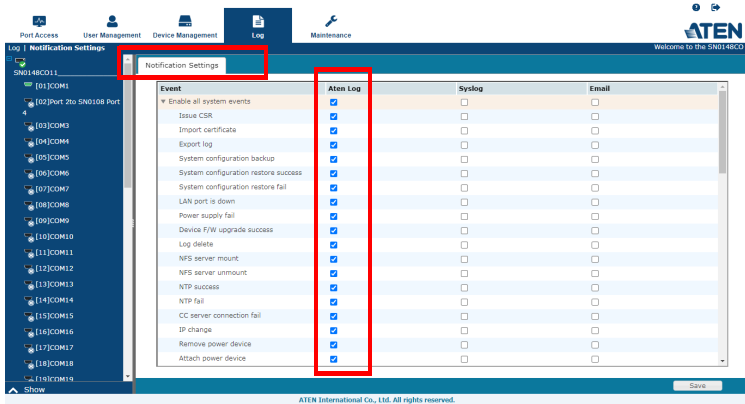 Port Access
User Management
Device Management
Log
Maintenance
ATEN
Log | Notification Settings
Welcome to the SN0148CO
SN0148CO11
[01]COM1
[02]Port 2to SN0108 Port
4
[03]COM3
[04]COM4
[05]COM5
[06]COM6
[07]COM7
[08]COM8
[09]COM9
[10]COM10
[11]COM11
[12]COM12
[13]COM13
[14]COM14
[15]COM15
[16]COM16
[17]COM17
[18]COM18
[19]COM19
Show
Notification Settings
Event Aten Log Syslog Email
Enable all system events
Issue CSR
Import certificate
Export log
System configuration backup
System configuration restore success
System configuration restore fail
LAN port is down
Power supply fail
Device F/W upgrade success
Log delete
NFS server mount
NFS server unmount
NTP success
NTP fail
CC server connection fail
IP change
Remove power device
Attach power device
Save
ATEN International Co., Ltd. All rights reserved.